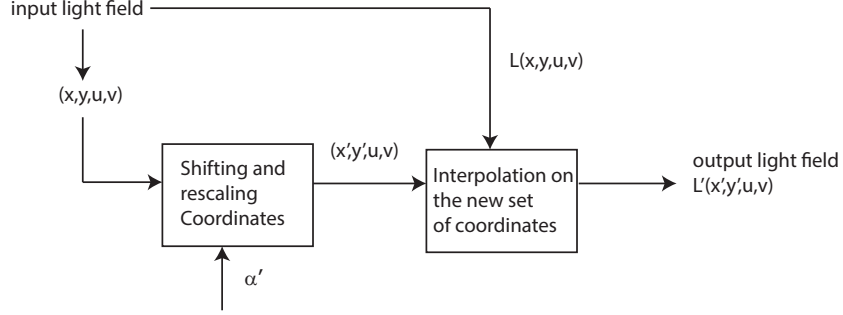 input light field
L(x,y,u,v)
(x,y,u,v)
(x',y',u,v)
Shifting and
rescaling
Coordinates
Interpolation on
the new set
of coordinates
output light field
L'(x',y',u,v)
α'